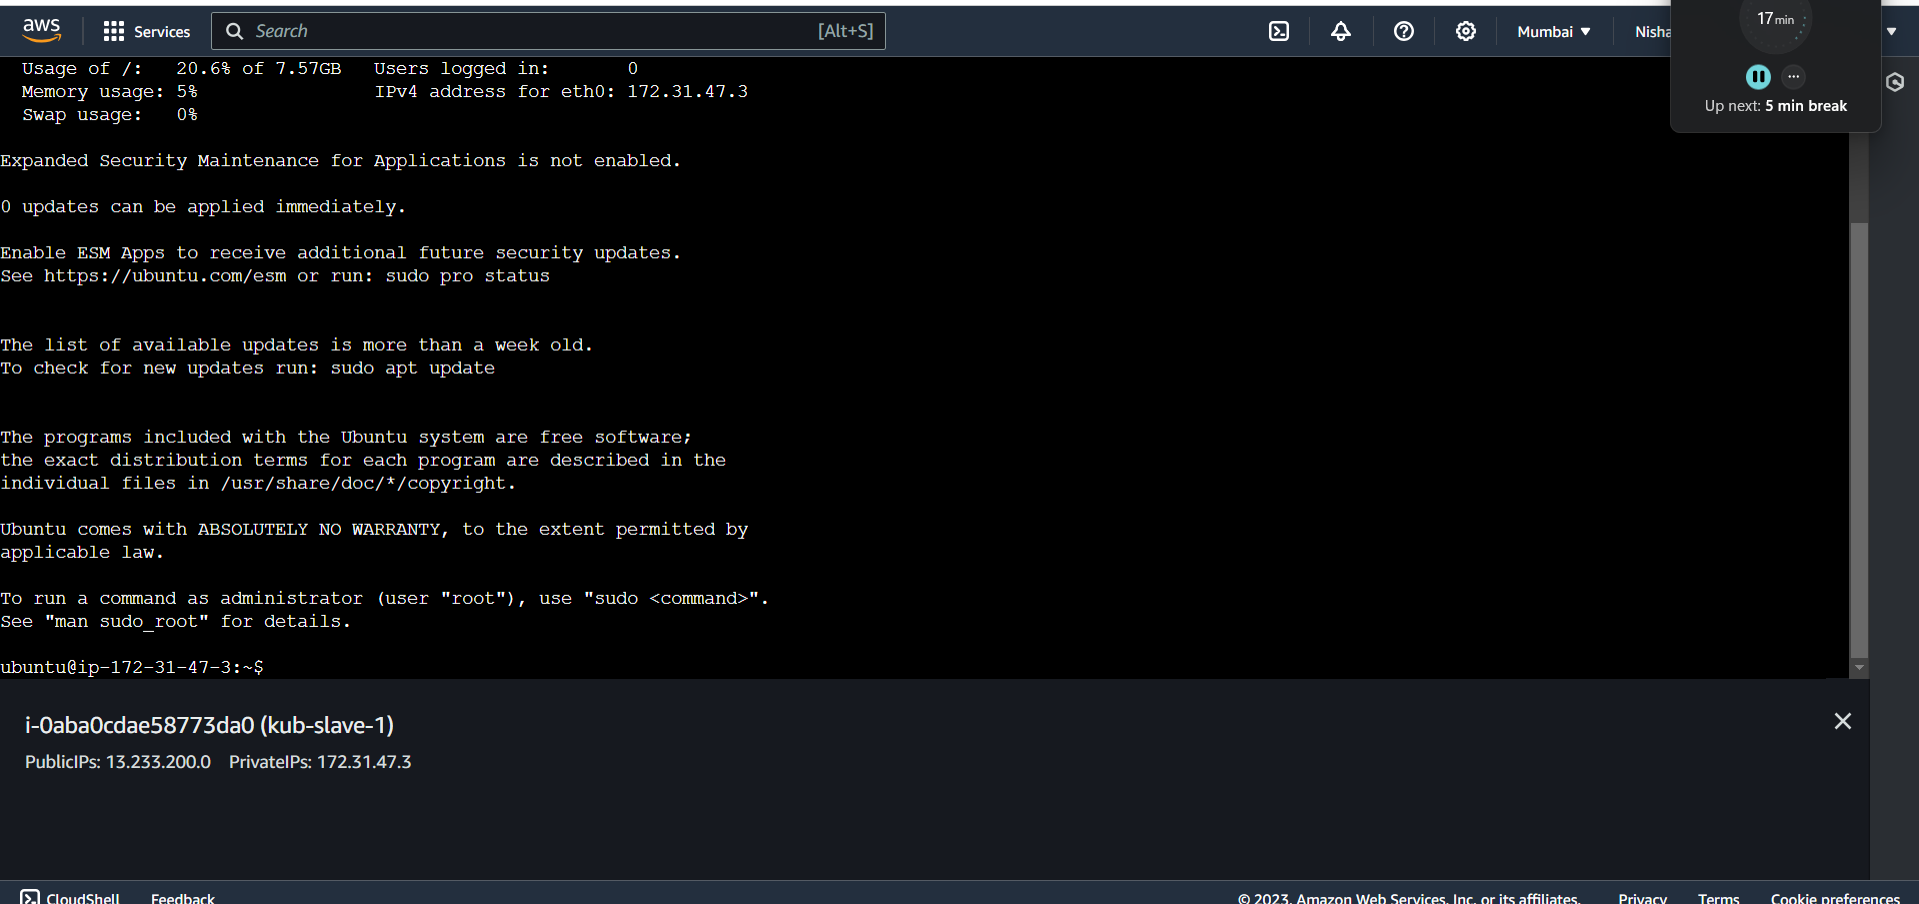 aws
Services
Search
[Alt+S]
Mumbai
Nisha
17 min
Up next: 5 min break
Usage of /: 20.6% of 7.57GB Users logged in: 0
Memory usage: 5% IPv4 address for eth0: 172.31.47.3
Swap usage: 0%
Expanded Security Maintenance for Applications is not enabled.
0 updates can be applied immediately.
Enable ESM Apps to receive additional future security updates.
See https://ubuntu.com/esm or run: sudo pro status
The list of available updates is more than a week old.
To check for new updates run: sudo apt update
The programs included with the Ubuntu system are free software;
the exact distribution terms for each program are described in the
individual files in /usr/share/doc/*/copyright.
Ubuntu comes with ABSOLUTELY NO WARRANTY, to the extent permitted by
applicable law.
To run a command as administrator (user "root"), use "sudo <command>".
See "man sudo_root" for details.
ubuntu@ip-172-31-47-3:~$
i-0aba0cdae58773da0 (kub-slave-1)
PublicIPs: 13.233.200.0 PrivateIPs: 172.31.47.3
CloudShell Feedback © 2023, Amazon Web Services, Inc. or its affiliates. Privacy Terms Cookie preferences